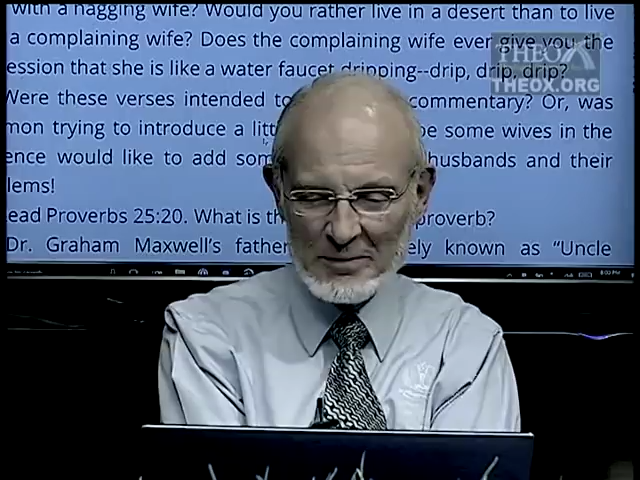 with a nagging wife? Would you rather live in a desert than to live
a complaining wife? Does the complaining wife ever give you the
ession that she is like a water faucet dripping--drip, drip, drip?
THEOX
THEOX.ORG
Were these verses intended to commentary? Or, was
mon trying to introduce a litt be some wives in the
ence would like to add som husbands and their
lems!
ead Proverbs 25:20. What is th proverb?
Dr. Graham Maxwell's father ely known as "Uncle
8:03 PM